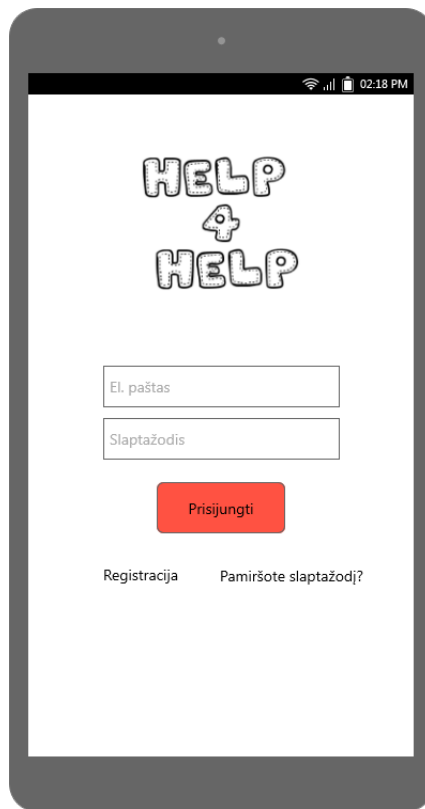 02:18 PM
HELP
4
HELP
El. paštas
Slaptažodis
Prisijungti
Registracija
Pamiršote slaptažodį?